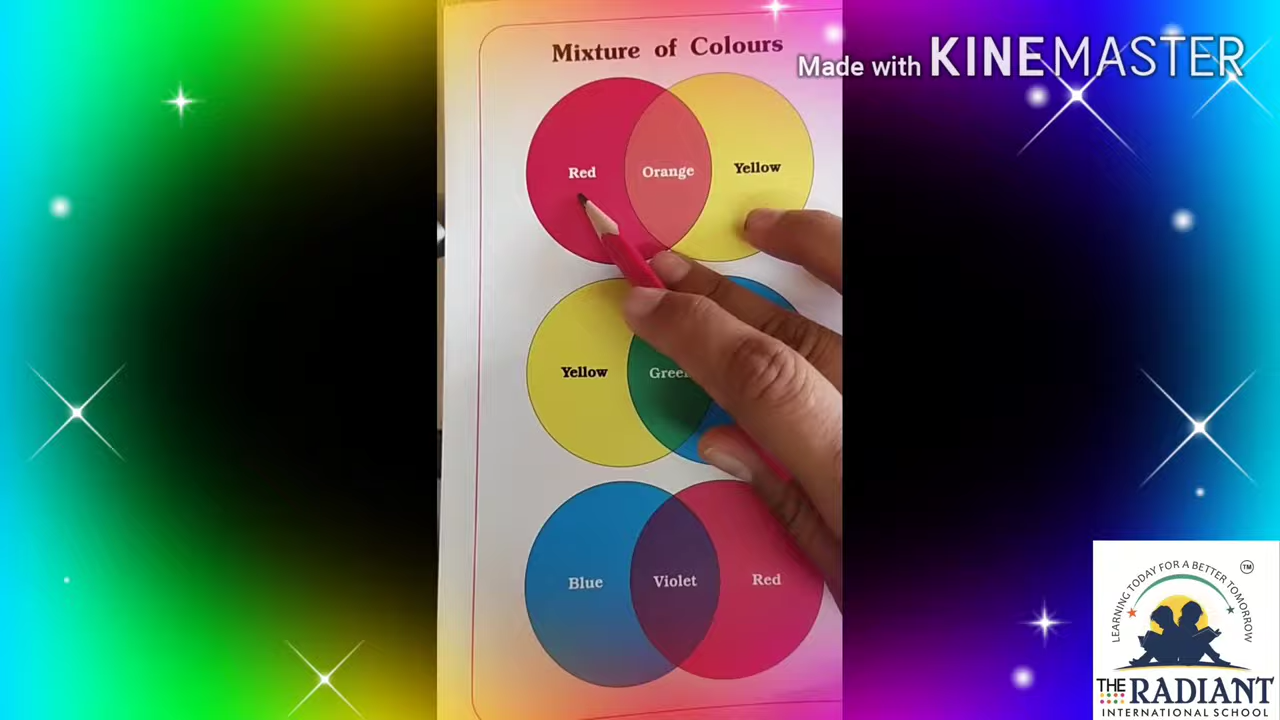 Mixture of Colours
Made with KINEMASTER
Red
Orange
Yellow
Yellow
Blue
Violet
Red
LEARNING TODAY FOR A BETTER TOMORROW
TM
THE RADIANT
INTERNATIONAL SCHOOL